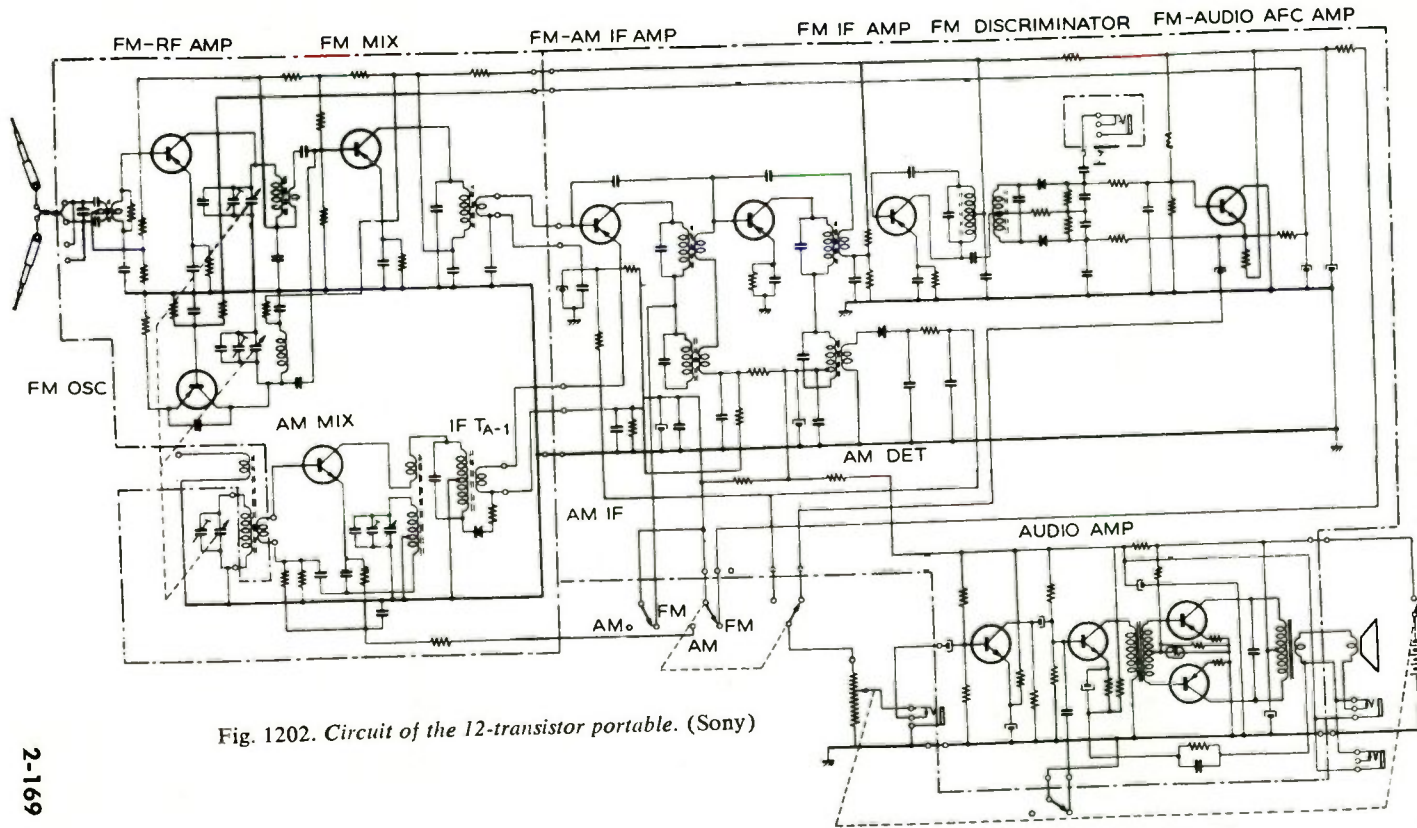 FM-RF AMP
FM MIX
FM-AM IF AMP
FM IF AMP
FM DISCRIMINATOR
FM-AUDIO AFC AMP
FM OSC
AM MIX
IF TA-1
AM DET
AM IF
AUDIO AMP
AM
FM
AM
FM
Fig. 1202. Circuit of the 12-transistor portable. (Sony)
2-169